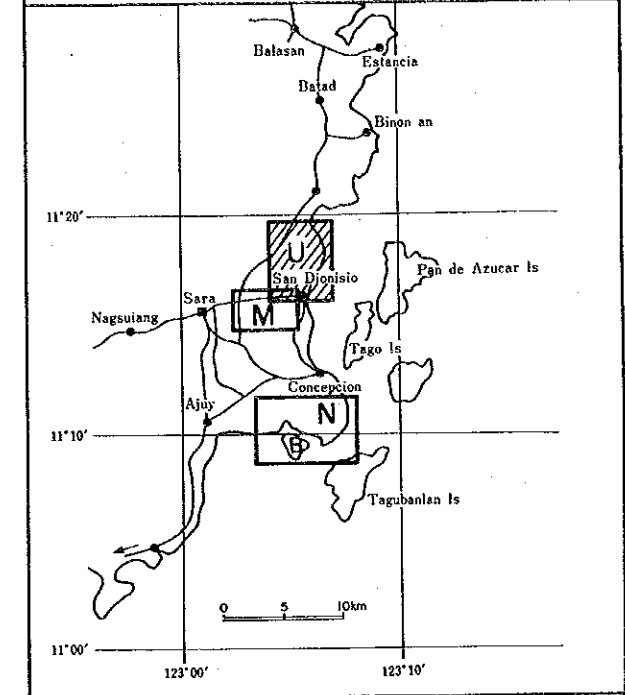 Balasan
Estancia
Batad
Binon an
11°20'
U
San Dionisio
Pan de Azucar Is
Sara
Nagsuiang
M
Tago Is
Concepcion
Ajuy
N
11°10'
B
Tagubanlan Is
0 5 10km
11°00'
123°00' 123°10'